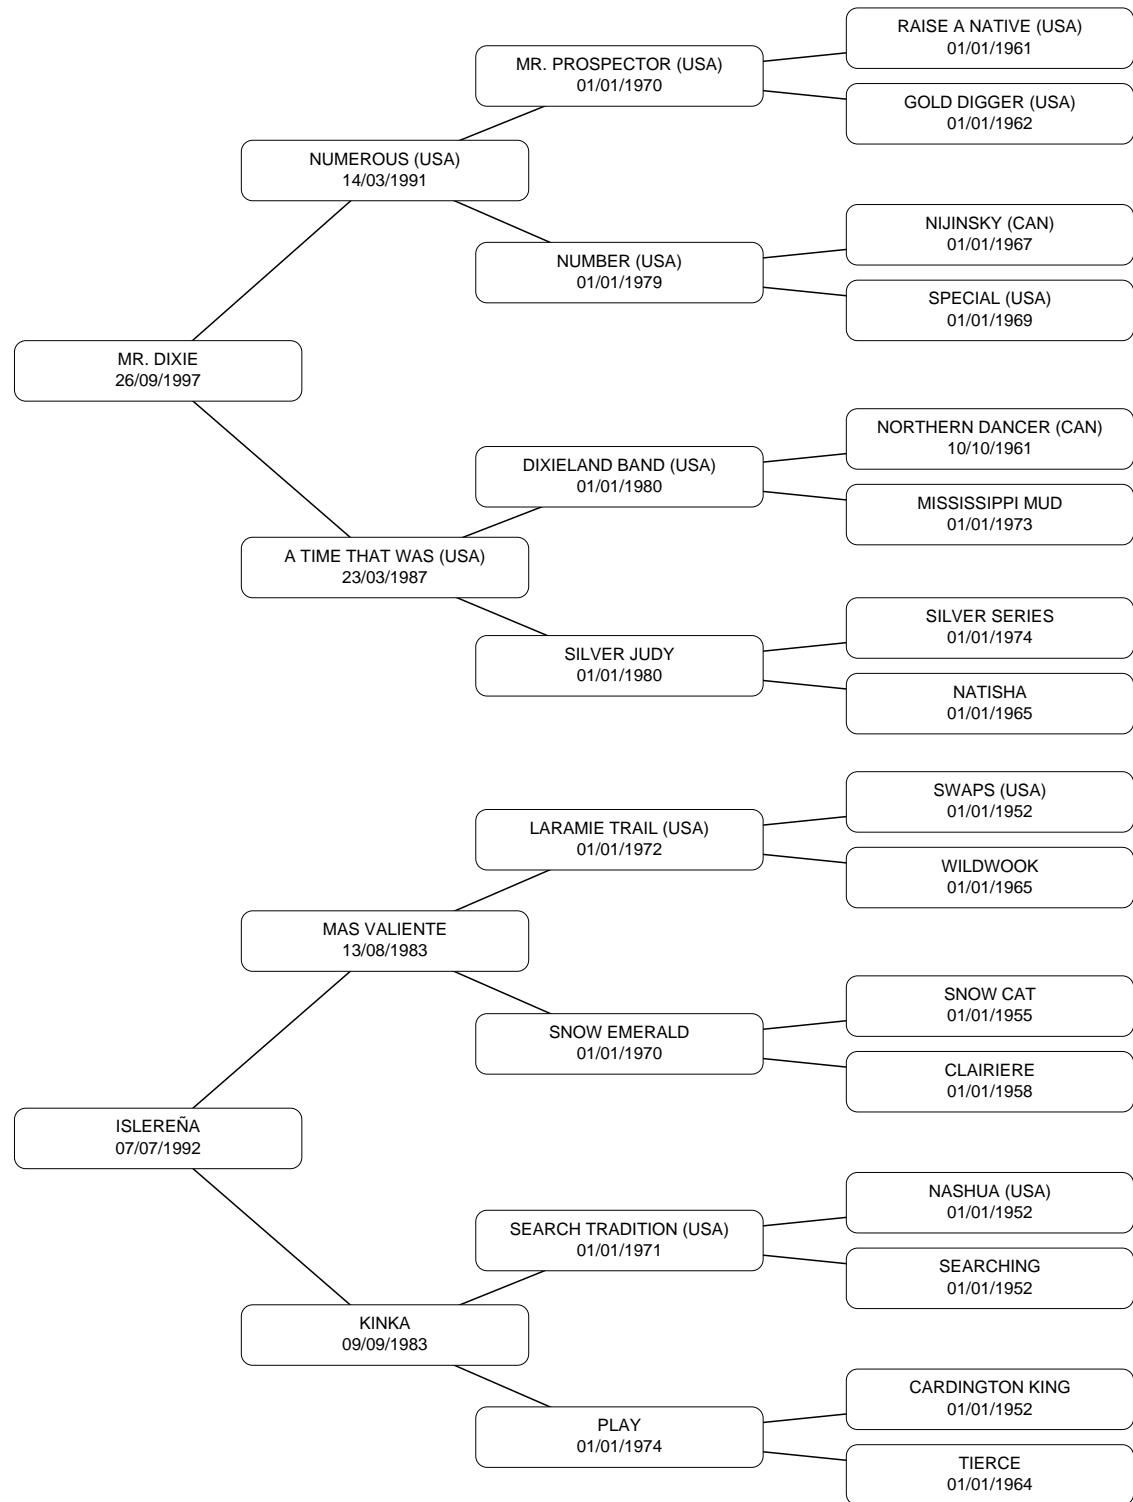 RAISE A NATIVE (USA)
01/01/1961
MR. PROSPECTOR (USA)
01/01/1970
GOLD DIGGER (USA)
01/01/1962
NUMEROUS (USA)
14/03/1991
NIJINSKY (CAN)
01/01/1967
NUMBER (USA)
01/01/1979
SPECIAL (USA)
01/01/1969
MR. DIXIE
26/09/1997
NORTHERN DANCER (CAN)
10/10/1961
DIXIELAND BAND (USA)
01/01/1980
MISSISSIPPI MUD
01/01/1973
A TIME THAT WAS (USA)
23/03/1987
SILVER SERIES
01/01/1974
SILVER JUDY
01/01/1980
NATISHA
01/01/1965
SWAPS (USA)
01/01/1952
LARAMIE TRAIL (USA)
01/01/1972
WILDWOOK
01/01/1965
MAS VALIENTE
13/08/1983
SNOW CAT
01/01/1955
SNOW EMERALD
01/01/1970
CLAIRIERE
01/01/1958
ISLEREÑA
07/07/1992
NASHUA (USA)
01/01/1952
SEARCH TRADITION (USA)
01/01/1971
SEARCHING
01/01/1952
KINKA
09/09/1983
CARDINGTON KING
01/01/1952
PLAY
01/01/1974
TIERCE
01/01/1964